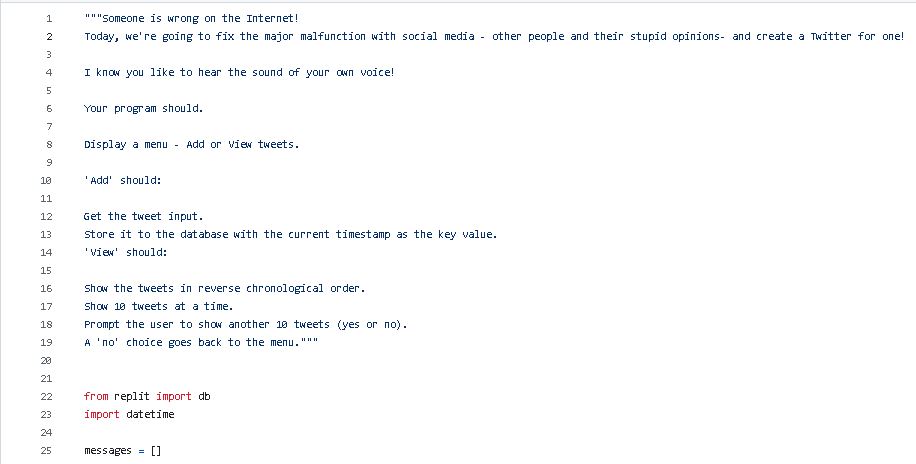 1 """Someone is wrong on the Internet!
2 Today, we're going to fix the major malfunction with social media - other people and their stupid opinions- and create a Twitter for one!
3
4 I know you like to hear the sound of your own voice!
5
6 Your program should.
7
8 Display a menu - Add or View tweets.
9
10 'Add' should:
11
12 Get the tweet input.
13 Store it to the database with the current timestamp as the key value.
14 'View' should:
15
16 Show the tweets in reverse chronological order.
17 Show 10 tweets at a time.
18 Prompt the user to show another 10 tweets (yes or no).
19 A 'no' choice goes back to the menu."""
20
21
22 from replit import db
23 import datetime
24
25 messages = []